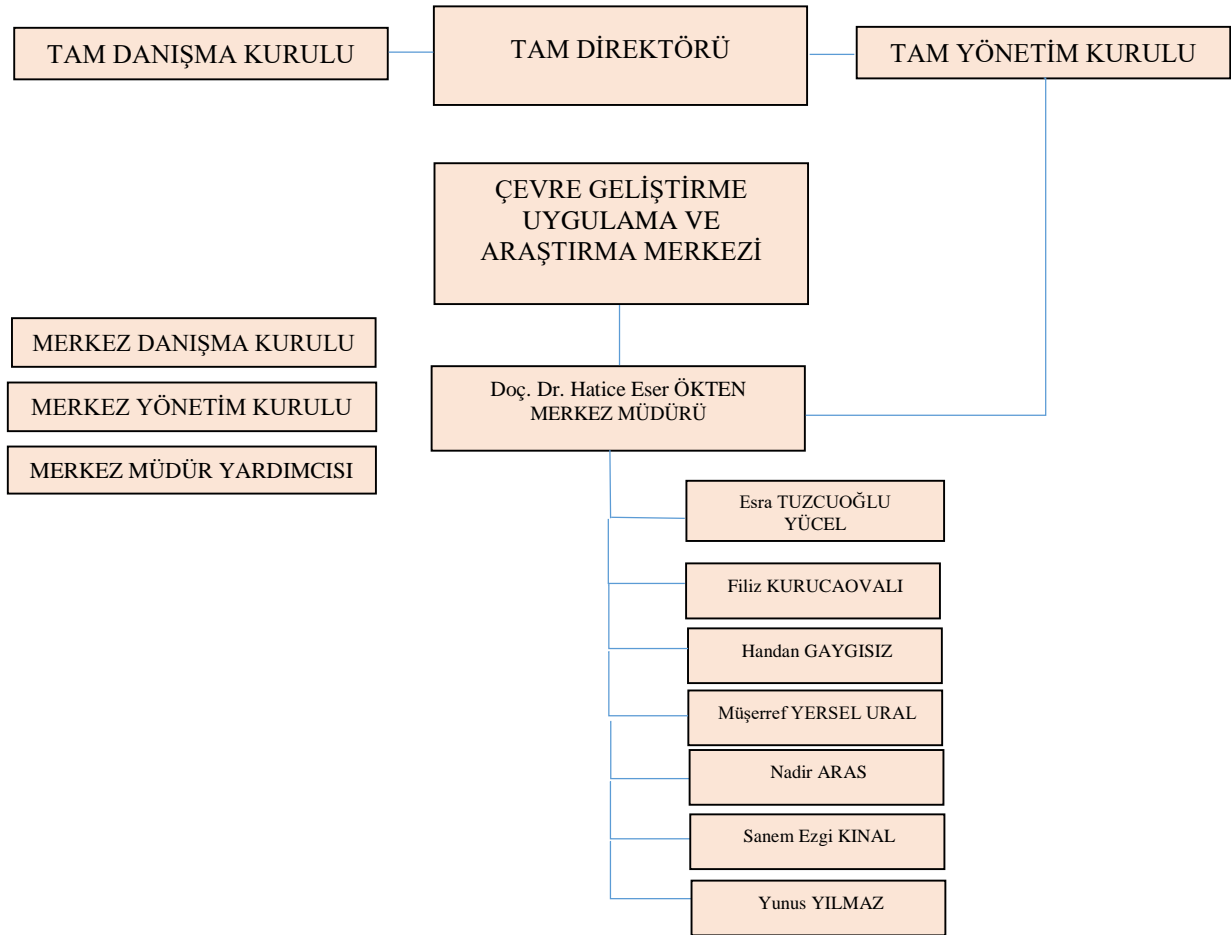 TAM DANIŞMA KURULU
TAM DİREKTÖRÜ
TAM YÖNETİM KURULU
ÇEVRE GELİŞTİRME
UYGULAMA VE
ARAŞTIRMA MERKEZİ
MERKEZ DANIŞMA KURULU
MERKEZ YÖNETİM KURULU
MERKEZ MÜDÜR YARDIMCISI
Doç. Dr. Hatice Eser ÖKTEN
MERKEZ MÜDÜRÜ
Esra TUZCUOĞLU
YÜCEL
Filiz KURUCAOVALI
Handan GAYGISIZ
Müşerref YERSEL URAL
Nadir ARAS
Sanem Ezgi KINAL
Yunus YILMAZ